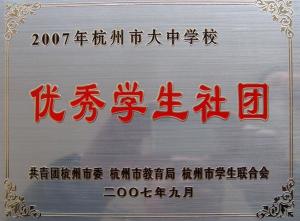 2007年杭州市大中学校
优秀学生社团
共青团杭州市委 杭州市教育局 杭州市学生联合会
二〇〇七年九月